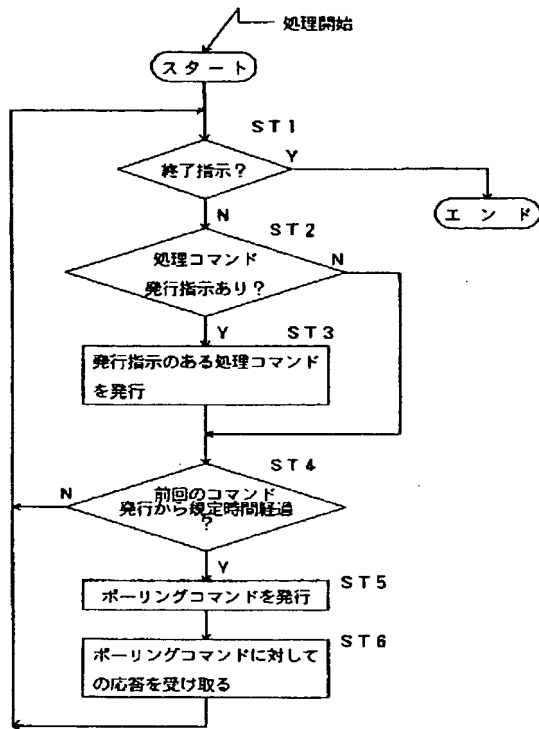 処理開始
スタート
ST1
終了指示?
Y
エンド
N
ST2
処理コマンド
発行指示あり?
N
Y
ST3
発行指示のある処理コマンド
を発行
ST4
N
前回のコマンド
発行から規定時間経過
?
Y
ST5
ポーリングコマンドを発行
ST6
ポーリングコマンドに対して
の応答を受け取る